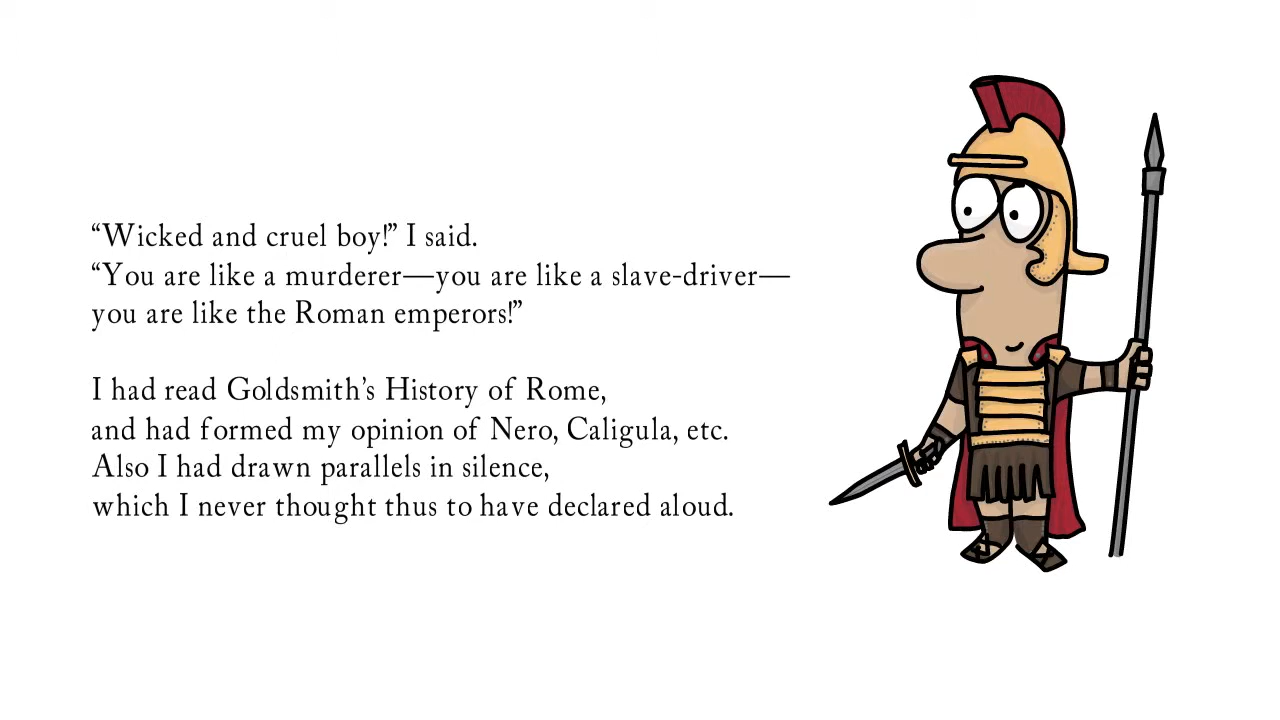 “Wicked and cruel boy!” I said.
“You are like a murderer—you are like a slave-driver—
you are like the Roman emperors!”
I had read Goldsmith’s History of Rome,
and had formed my opinion of Nero, Caligula, etc.
Also I had drawn parallels in silence,
which I never thought thus to have declared aloud.